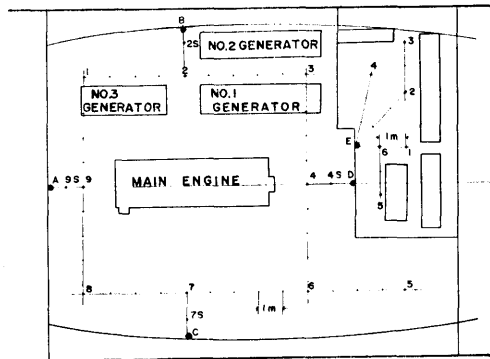 B
2S
NO.2 GENERATOR
3
1
2
3
4
NO.3 GENERATOR
NO.1 GENERATOR
2
E
1m
6
1
A
9S
9
MAIN ENGINE
4
4S
D
5
8
7
6
5
7S
1m
C